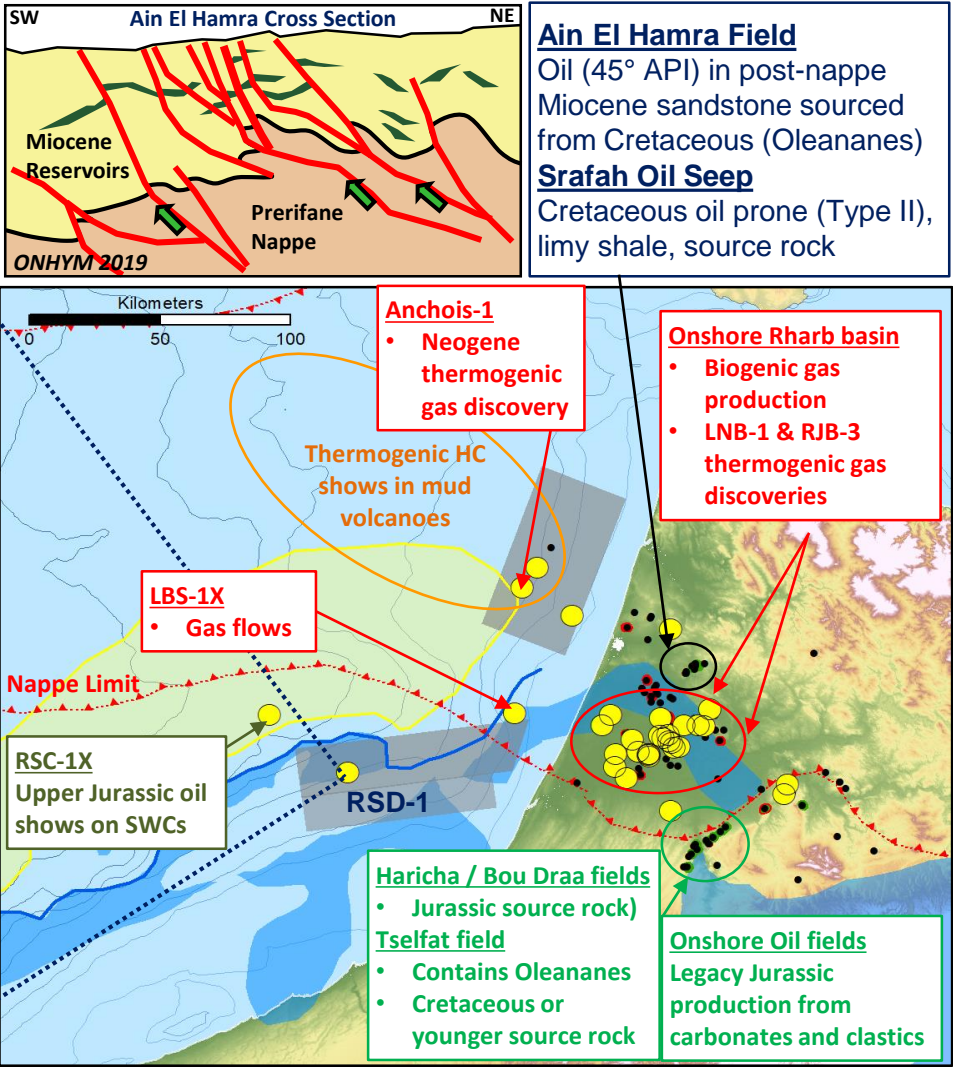 SW
Ain El Hamra Cross Section
NE
Miocene
Reservoirs
Prerifane
Nappe
ONHYM 2019
Ain El Hamra Field
Oil (45° API) in post-nappe
Miocene sandstone sourced
from Cretaceous (Oleananes)
Srafah Oil Seep
Cretaceous oil prone (Type II),
limy shale, source rock
Kilometers
0 50 100
Anchois-1
• Neogene
thermogenic
gas discovery
Onshore Rharb basin
• Biogenic gas
production
• LNB-1 & RJB-3
thermogenic gas
discoveries
Thermogenic HC
shows in mud
volcanoes
LBS-1X
• Gas flows
Nappe Limit
RSC-1X
Upper Jurassic oil
shows on SWCs
RSD-1
Haricha / Bou Draa fields
• Jurassic source rock)
Tselfat field
• Contains Oleananes
• Cretaceous or
younger source rock
Onshore Oil fields
Legacy Jurassic
production from
carbonates and clastics